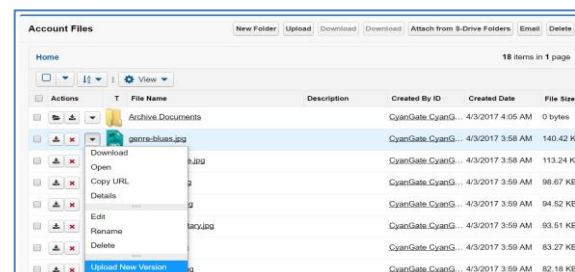 Account Files New Folder Upload Download Download Attach from S-Drive Folders Email Delete
Home 18 items in 1 page
View
Actions T File Name Description Created By ID Created Date File Size
Archive Documents CyanGate CyanG... 4/3/2017 4:05 AM 0 bytes
genre-blues.jpg CyanGate CyanG... 4/3/2017 3:58 AM 140.42 K
Download
.jpg CyanGate CyanG... 4/3/2017 3:58 AM 113.24 K
Open
Copy URL CyanGate CyanG... 4/3/2017 3:59 AM 98.67 KB
Details
CyanGate CyanG... 4/3/2017 3:59 AM 94.52 KB
Edit
tary.jpg CyanGate CyanG... 4/3/2017 3:59 AM 93.51 KB
Rename
Delete CyanGate CyanG... 4/3/2017 3:59 AM 83.27 KB
Upload New Version CyanGate CyanG... 4/3/2017 3:59 AM 82.18 KB